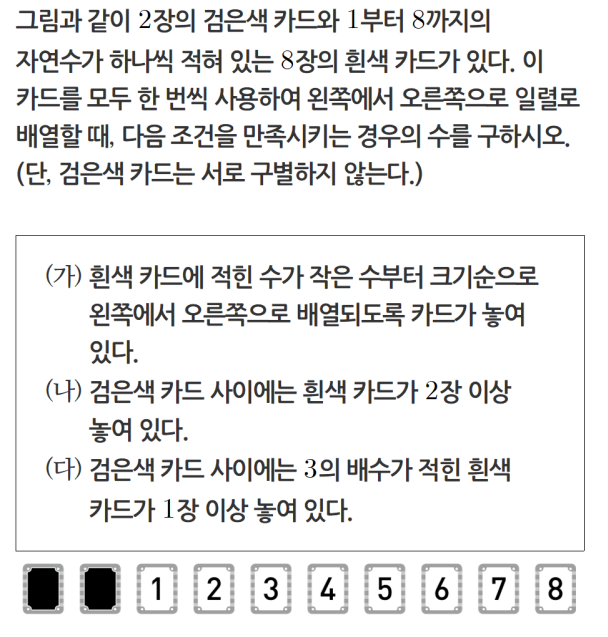 그림과 같이 2장의 검은색 카드와 1부터 8까지의
자연수가 하나씩 적혀 있는 8장의 흰색 카드가 있다. 이
카드를 모두 한 번씩 사용하여 왼쪽에서 오른쪽으로 일렬로
배열할 때, 다음 조건을 만족시키는 경우의 수를 구하시오.
(단, 검은색 카드는 서로 구별하지 않는다.)
(가) 흰색 카드에 적힌 수가 작은 수부터 크기순으로
왼쪽에서 오른쪽으로 배열되도록 카드가 놓여
있다.
(나) 검은색 카드 사이에는 흰색 카드가 2장 이상
놓여 있다.
(다) 검은색 카드 사이에는 3의 배수가 적힌 흰색
카드가 1장 이상 놓여 있다.
1 2 3 4 5 6 7 8